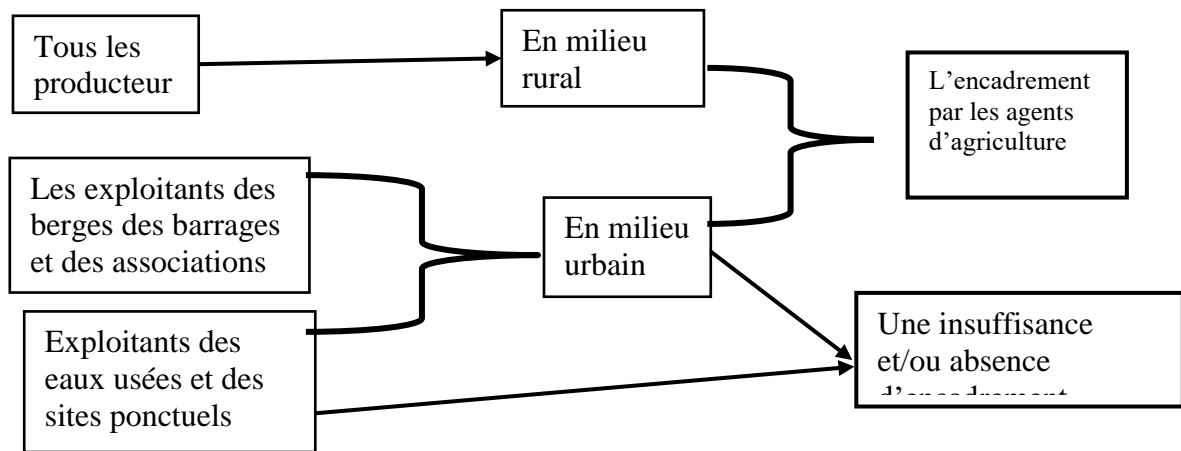 Tous les
producteur
En milieu
rural
L’encadrement
par les agents
d’agriculture
Les exploitants des
berges des barrages
et des associations
En milieu
urbain
Exploitants des
eaux usées et des
sites ponctuels
Une insuffisance
et/ou absence
d’encadrement